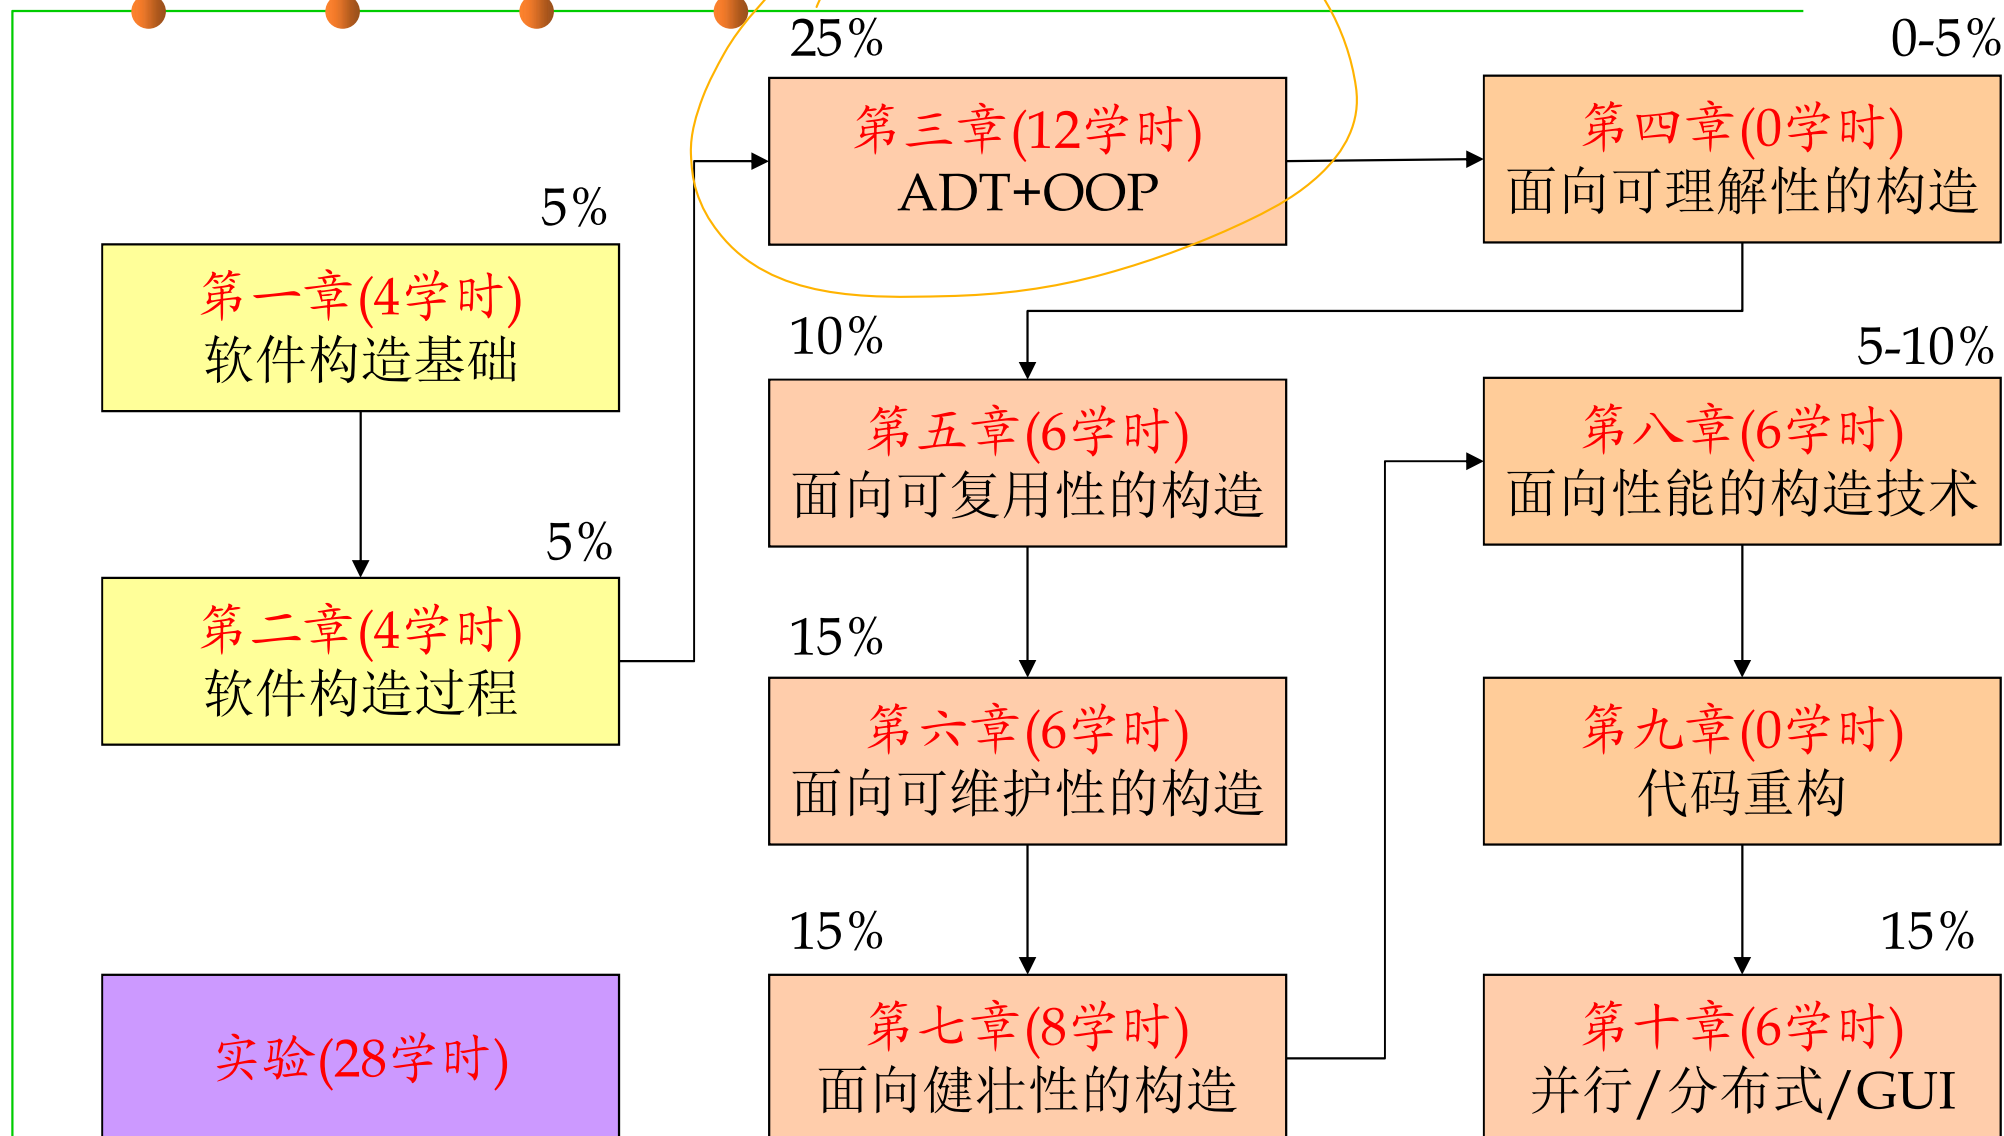 5%
第一章(4学时)
软件构造基础
5%
第二章(4学时)
软件构造过程
25%
第三章(12学时)
ADT+OOP
0-5%
第四章(0学时)
面向可理解性的构造
10%
第五章(6学时)
面向可复用性的构造
15%
第六章(6学时)
面向可维护性的构造
15%
第七章(8学时)
面向健壮性的构造
5-10%
第八章(6学时)
面向性能的构造技术
第九章(0学时)
代码重构
15%
第十章(6学时)
并行/分布式/GUI
实验(28学时)